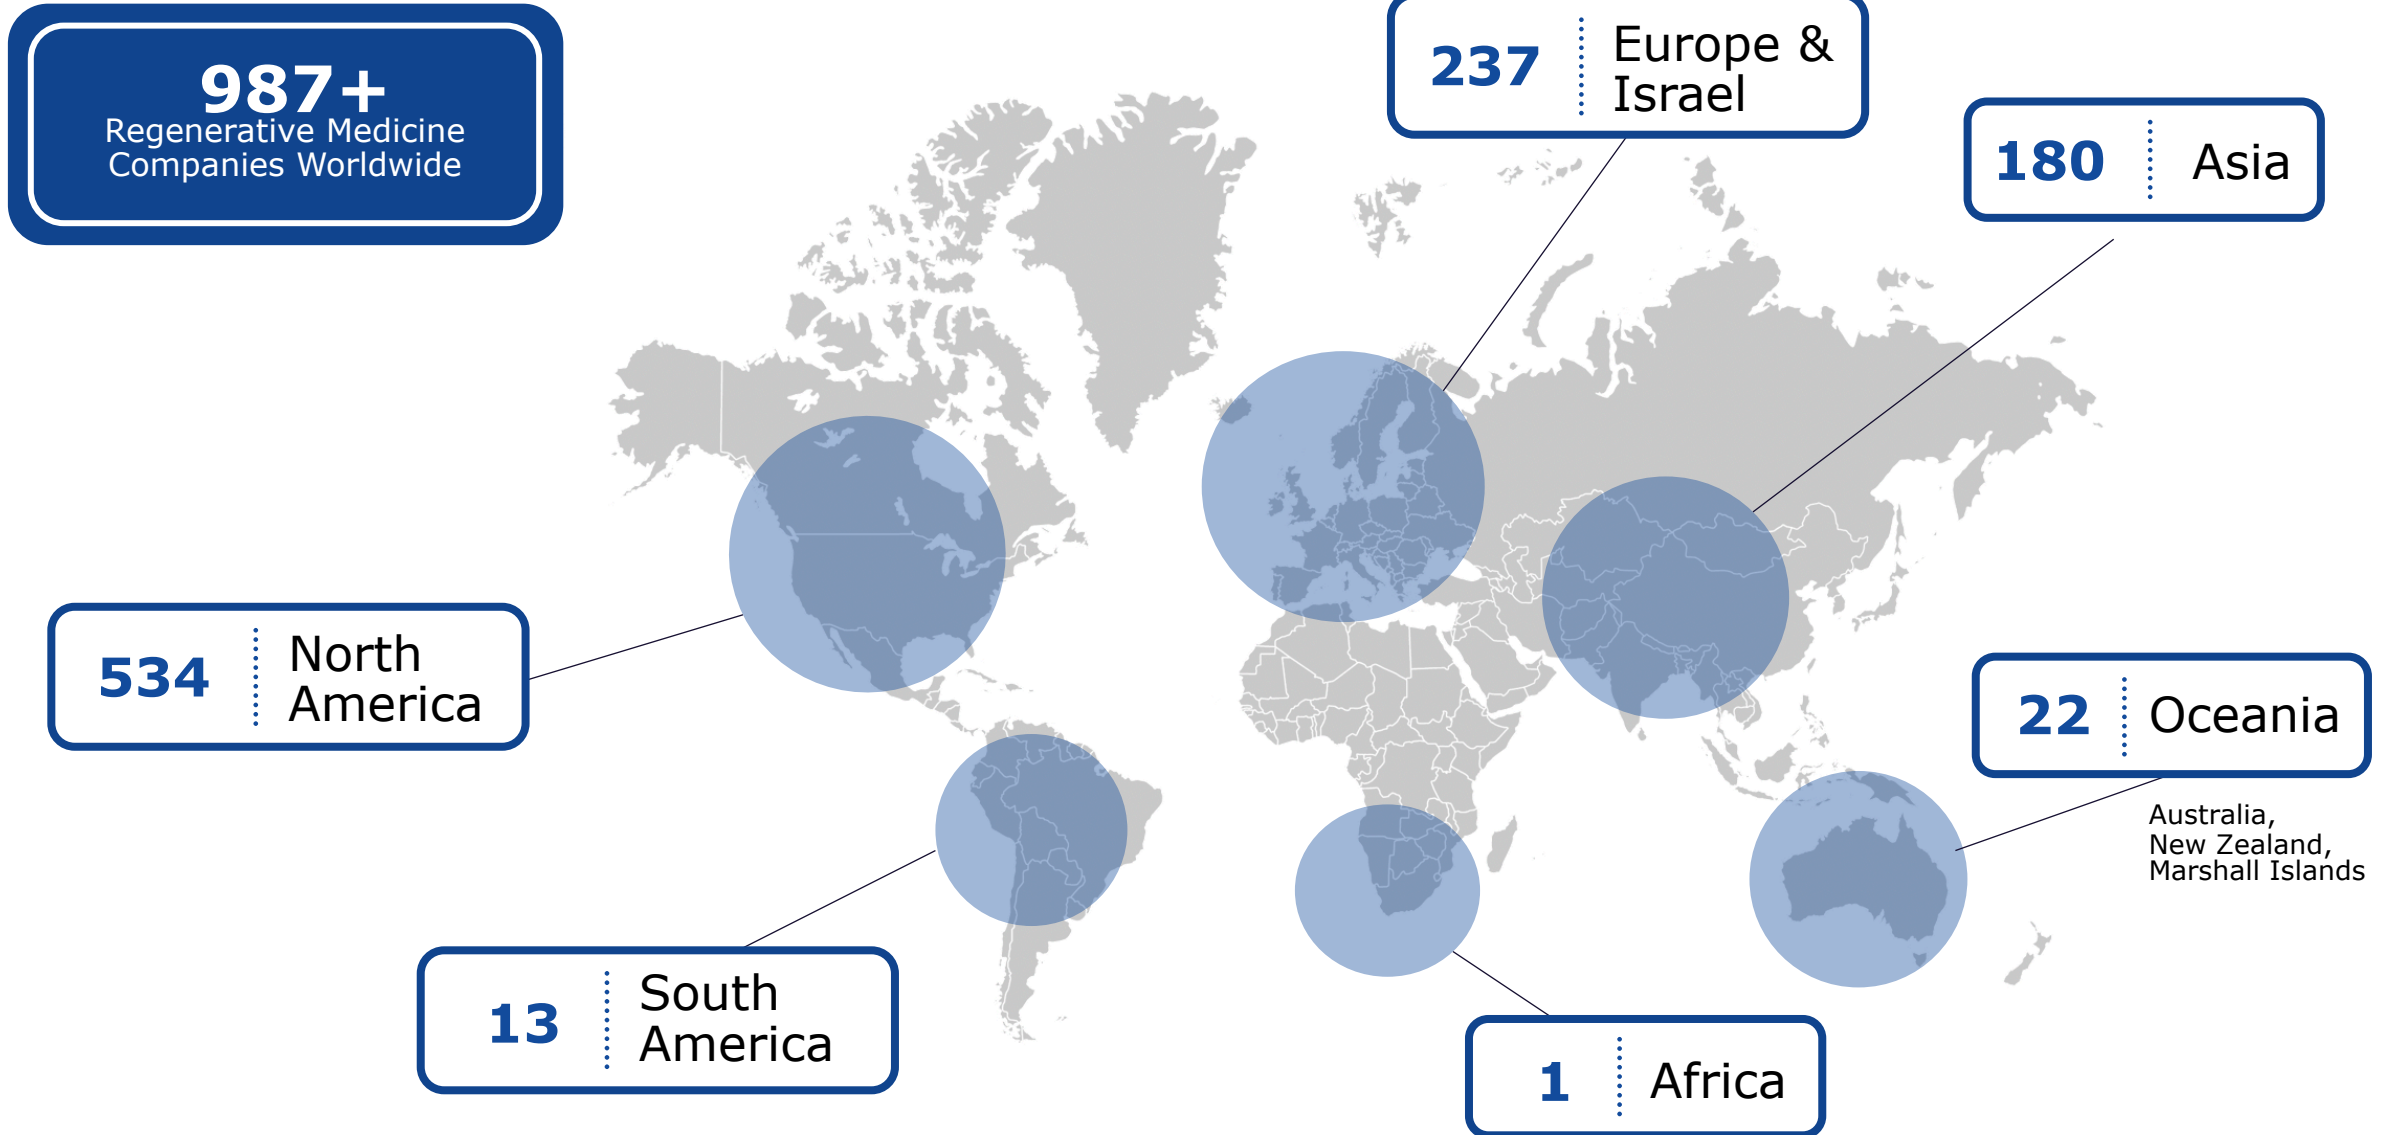 987+
Regenerative Medicine
Companies Worldwide
237
Europe &
Israel
180
Asia
534
North
America
22
Oceania
Australia,
New Zealand,
Marshall Islands
13
South
America
1
Africa